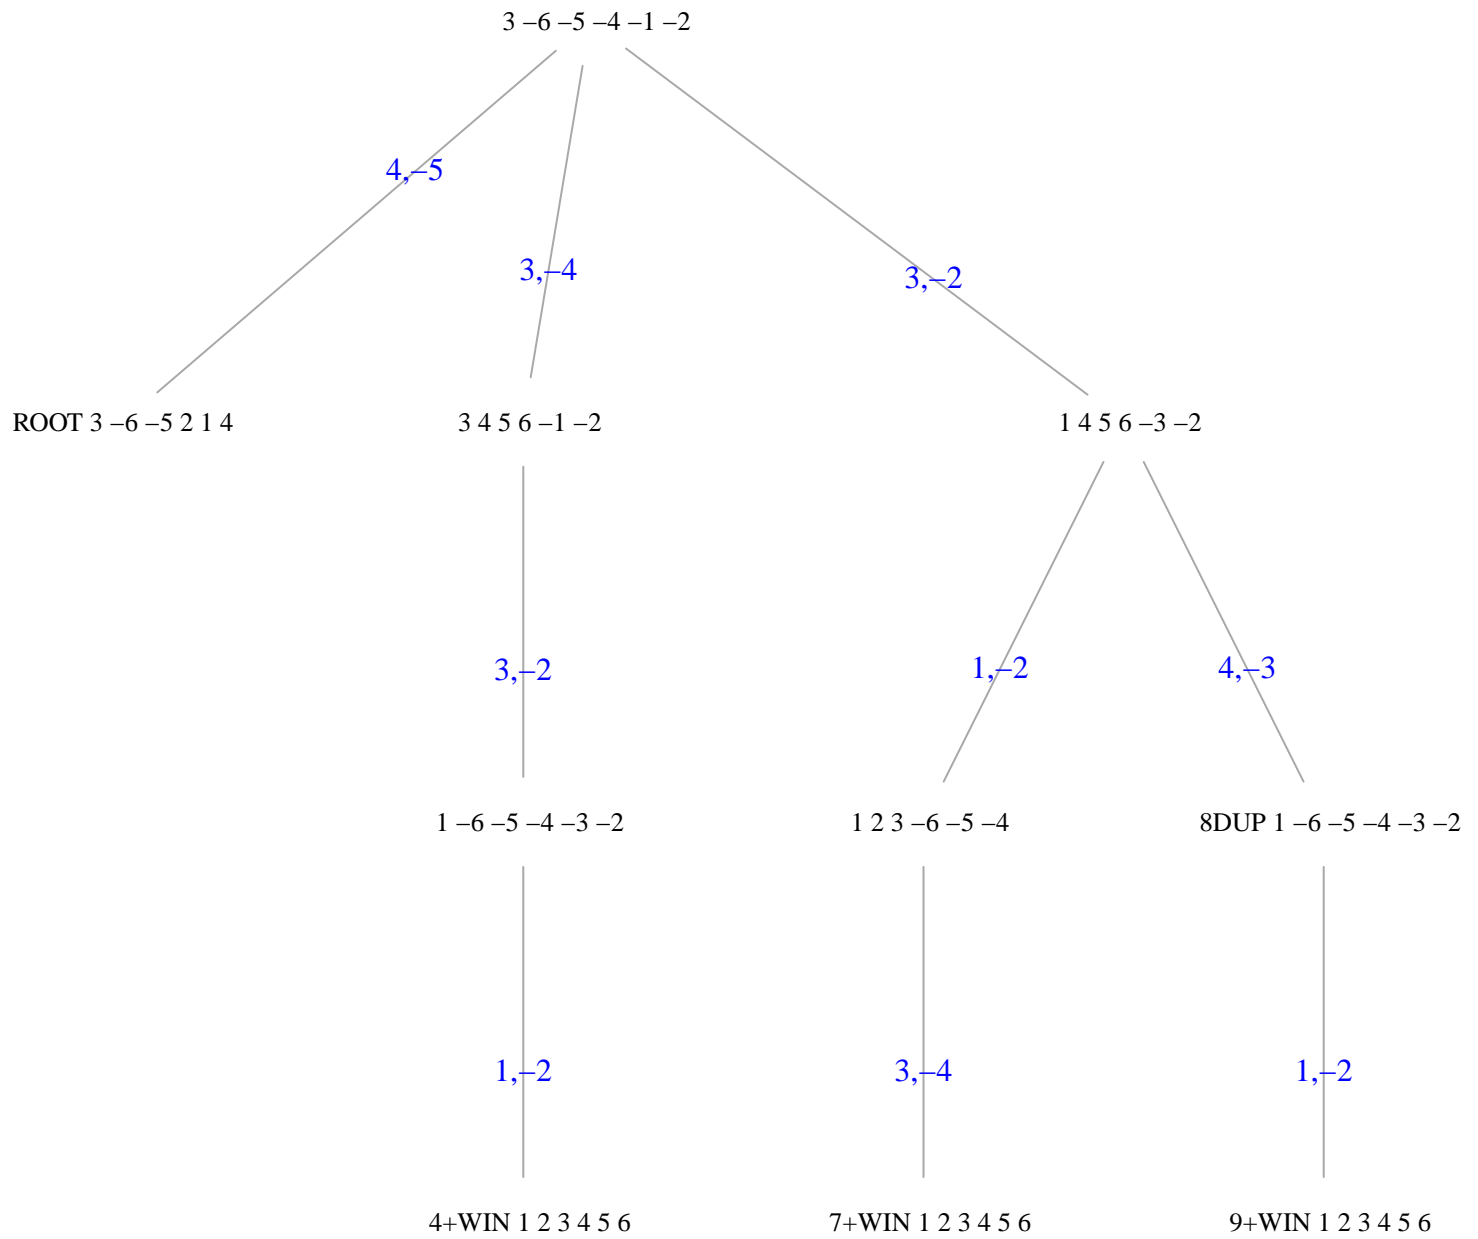 3 –6 –5 –4 –1 –2
4,–5
3,–4
3,–2
ROOT 3 –6 –5 2 1 4
3 4 5 6 –1 –2
1 4 5 6 –3 –2
3,–2
1,–2
4,–3
1 –6 –5 –4 –3 –2
1 2 3 –6 –5 –4
8DUP 1 –6 –5 –4 –3 –2
1,–2
3,–4
1,–2
4+WIN 1 2 3 4 5 6
7+WIN 1 2 3 4 5 6
9+WIN 1 2 3 4 5 6